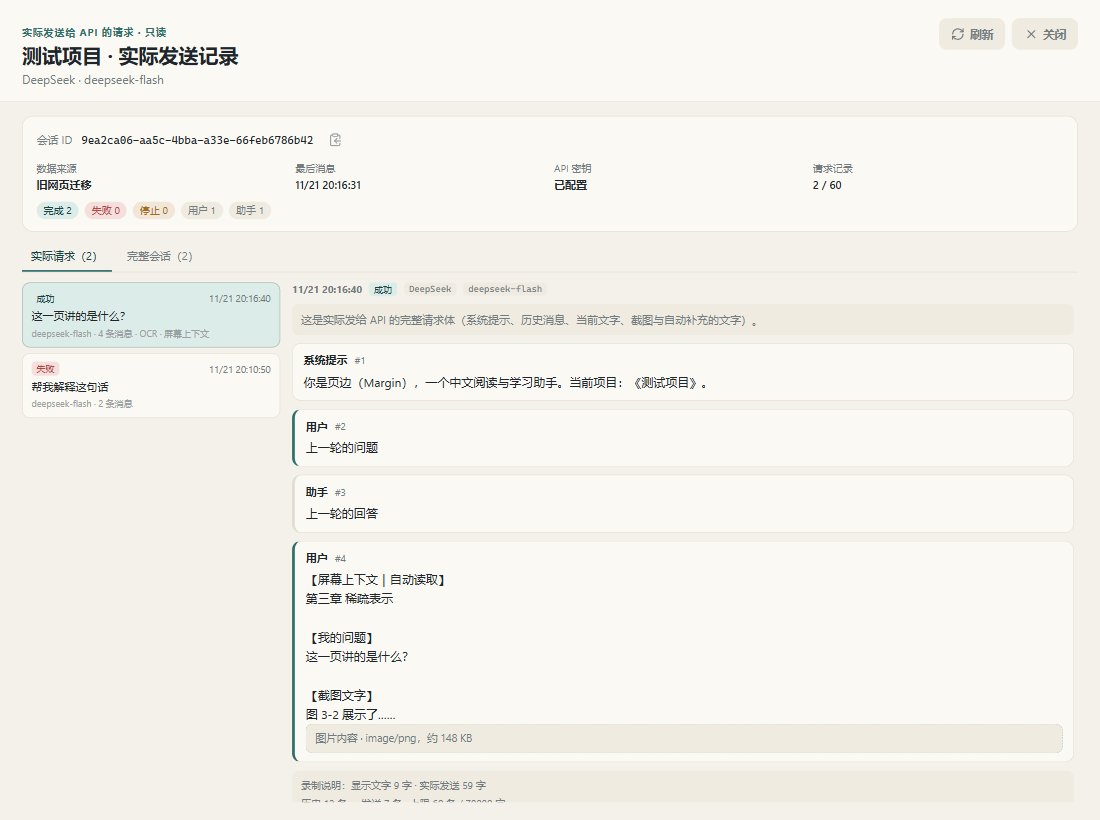 实际发送给 API 的请求 · 只读
测试项目 · 实际发送记录
DeepSeek · deepseek-flash
刷新
关闭
会话 ID 9ea2ca06-aa5c-4bba-a33e-66feb6786b42
数据来源 最后消息 API 密钥 请求记录
旧网页迁移 11/21 20:16:31 已配置 2 / 60
完成 2 失败 0 停止 0 用户 1 助手 1
实际请求（2） 完整会话（2）
成功 11/21 20:16:40
这一页讲的是什么？
deepseek-flash · 4 条消息 · OCR · 屏幕上下文
失败 11/21 20:10:50
帮我解释这句话
deepseek-flash · 2 条消息
11/21 20:16:40 成功 DeepSeek deepseek-flash
这是实际发给 API 的完整请求体（系统提示、历史消息、当前文字、截图与自动补充的文字）。
系统提示 #1
你是页边（Margin），一个中文阅读与学习助手。当前项目：《测试项目》。
用户 #2
上一轮的问题
助手 #3
上一轮的回答
用户 #4
【屏幕上下文｜自动读取】
第三章 稀疏表示
【我的问题】
这一页讲的是什么？
【截图文字】
图 3-2 展示了……
图片内容 · image/png，约 148 KB
录制说明：显示文字 9 字 · 实际发送 59 字